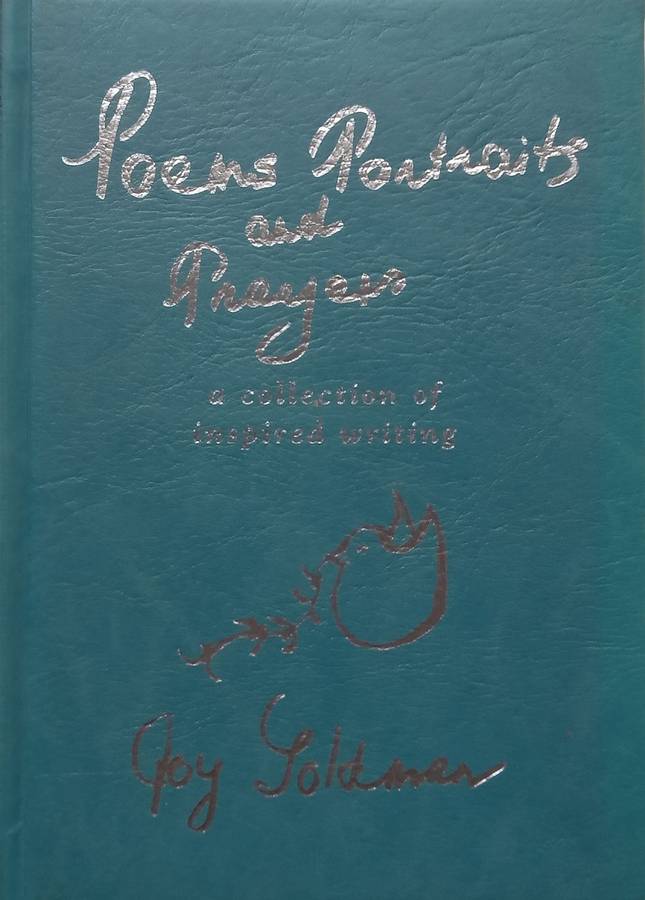 Poems Portraits
and
Prayers
a collection of
inspired writing
Joy Goldman